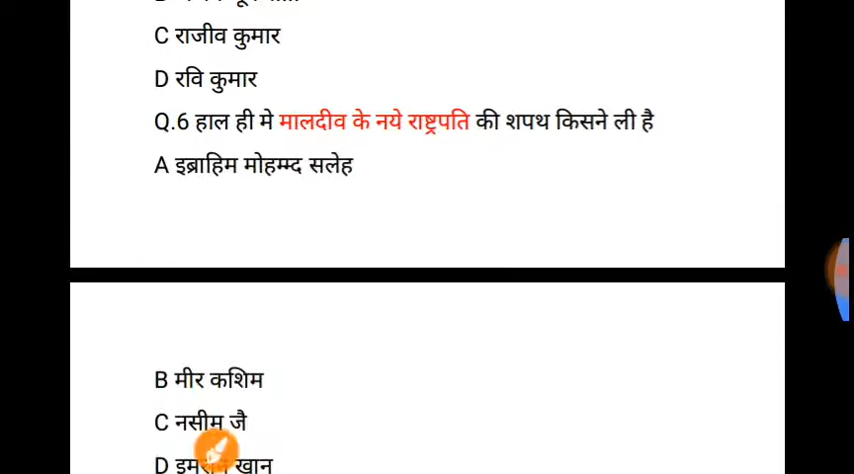 C राजीव कुमार
D रवि कुमार
Q.6 हाल ही मे मालदीव के नये राष्ट्रपति की शपथ किसने ली है
A इब्राहिम मोहम्म्द सलेह
B मीर कशिम
C नसीम जै
D खान